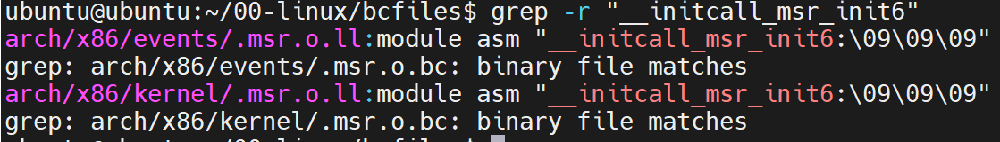 ubuntu@ubuntu:~/00-linux/bcfiles$ grep -r "__initcall_msr_init6"
arch/x86/events/.msr.o.ll:module asm "__initcall_msr_init6:\09\09\09"
grep: arch/x86/events/.msr.o.bc: binary file matches
arch/x86/kernel/.msr.o.ll:module asm "__initcall_msr_init6:\09\09\09"
grep: arch/x86/kernel/.msr.o.bc: binary file matches